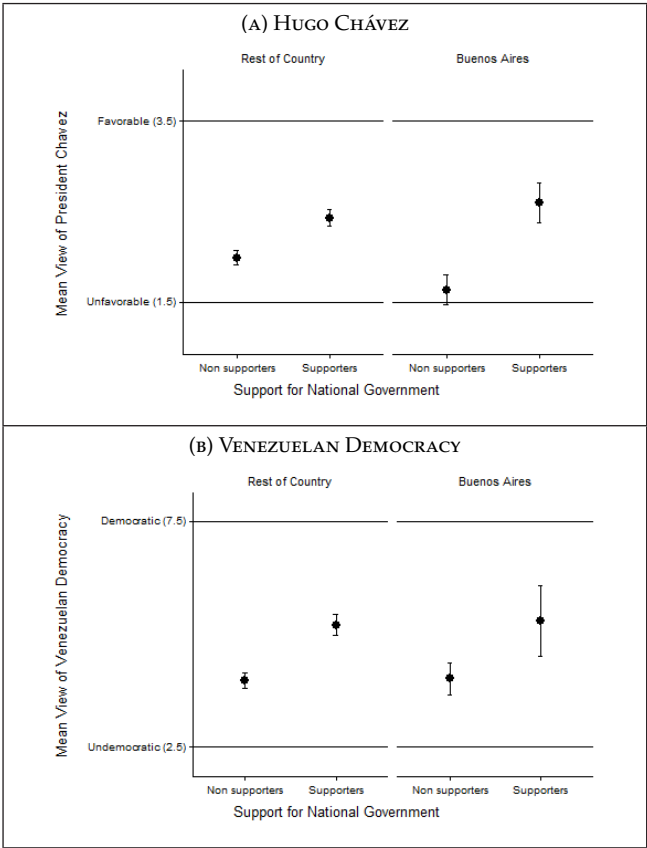 (A) HUGO CHÁVEZ
Rest of Country Buenos Aires
Mean View of President Chavez
Favorable (3.5)
Unfavorable (1.5)
Non supporters Supporters Non supporters Supporters
Support for National Government
(B) VENEZUELAN DEMOCRACY
Rest of Country Buenos Aires
Mean View of Venezuelan Democracy
Democratic (7.5)
Undemocratic (2.5)
Non supporters Supporters Non supporters Supporters
Support for National Government